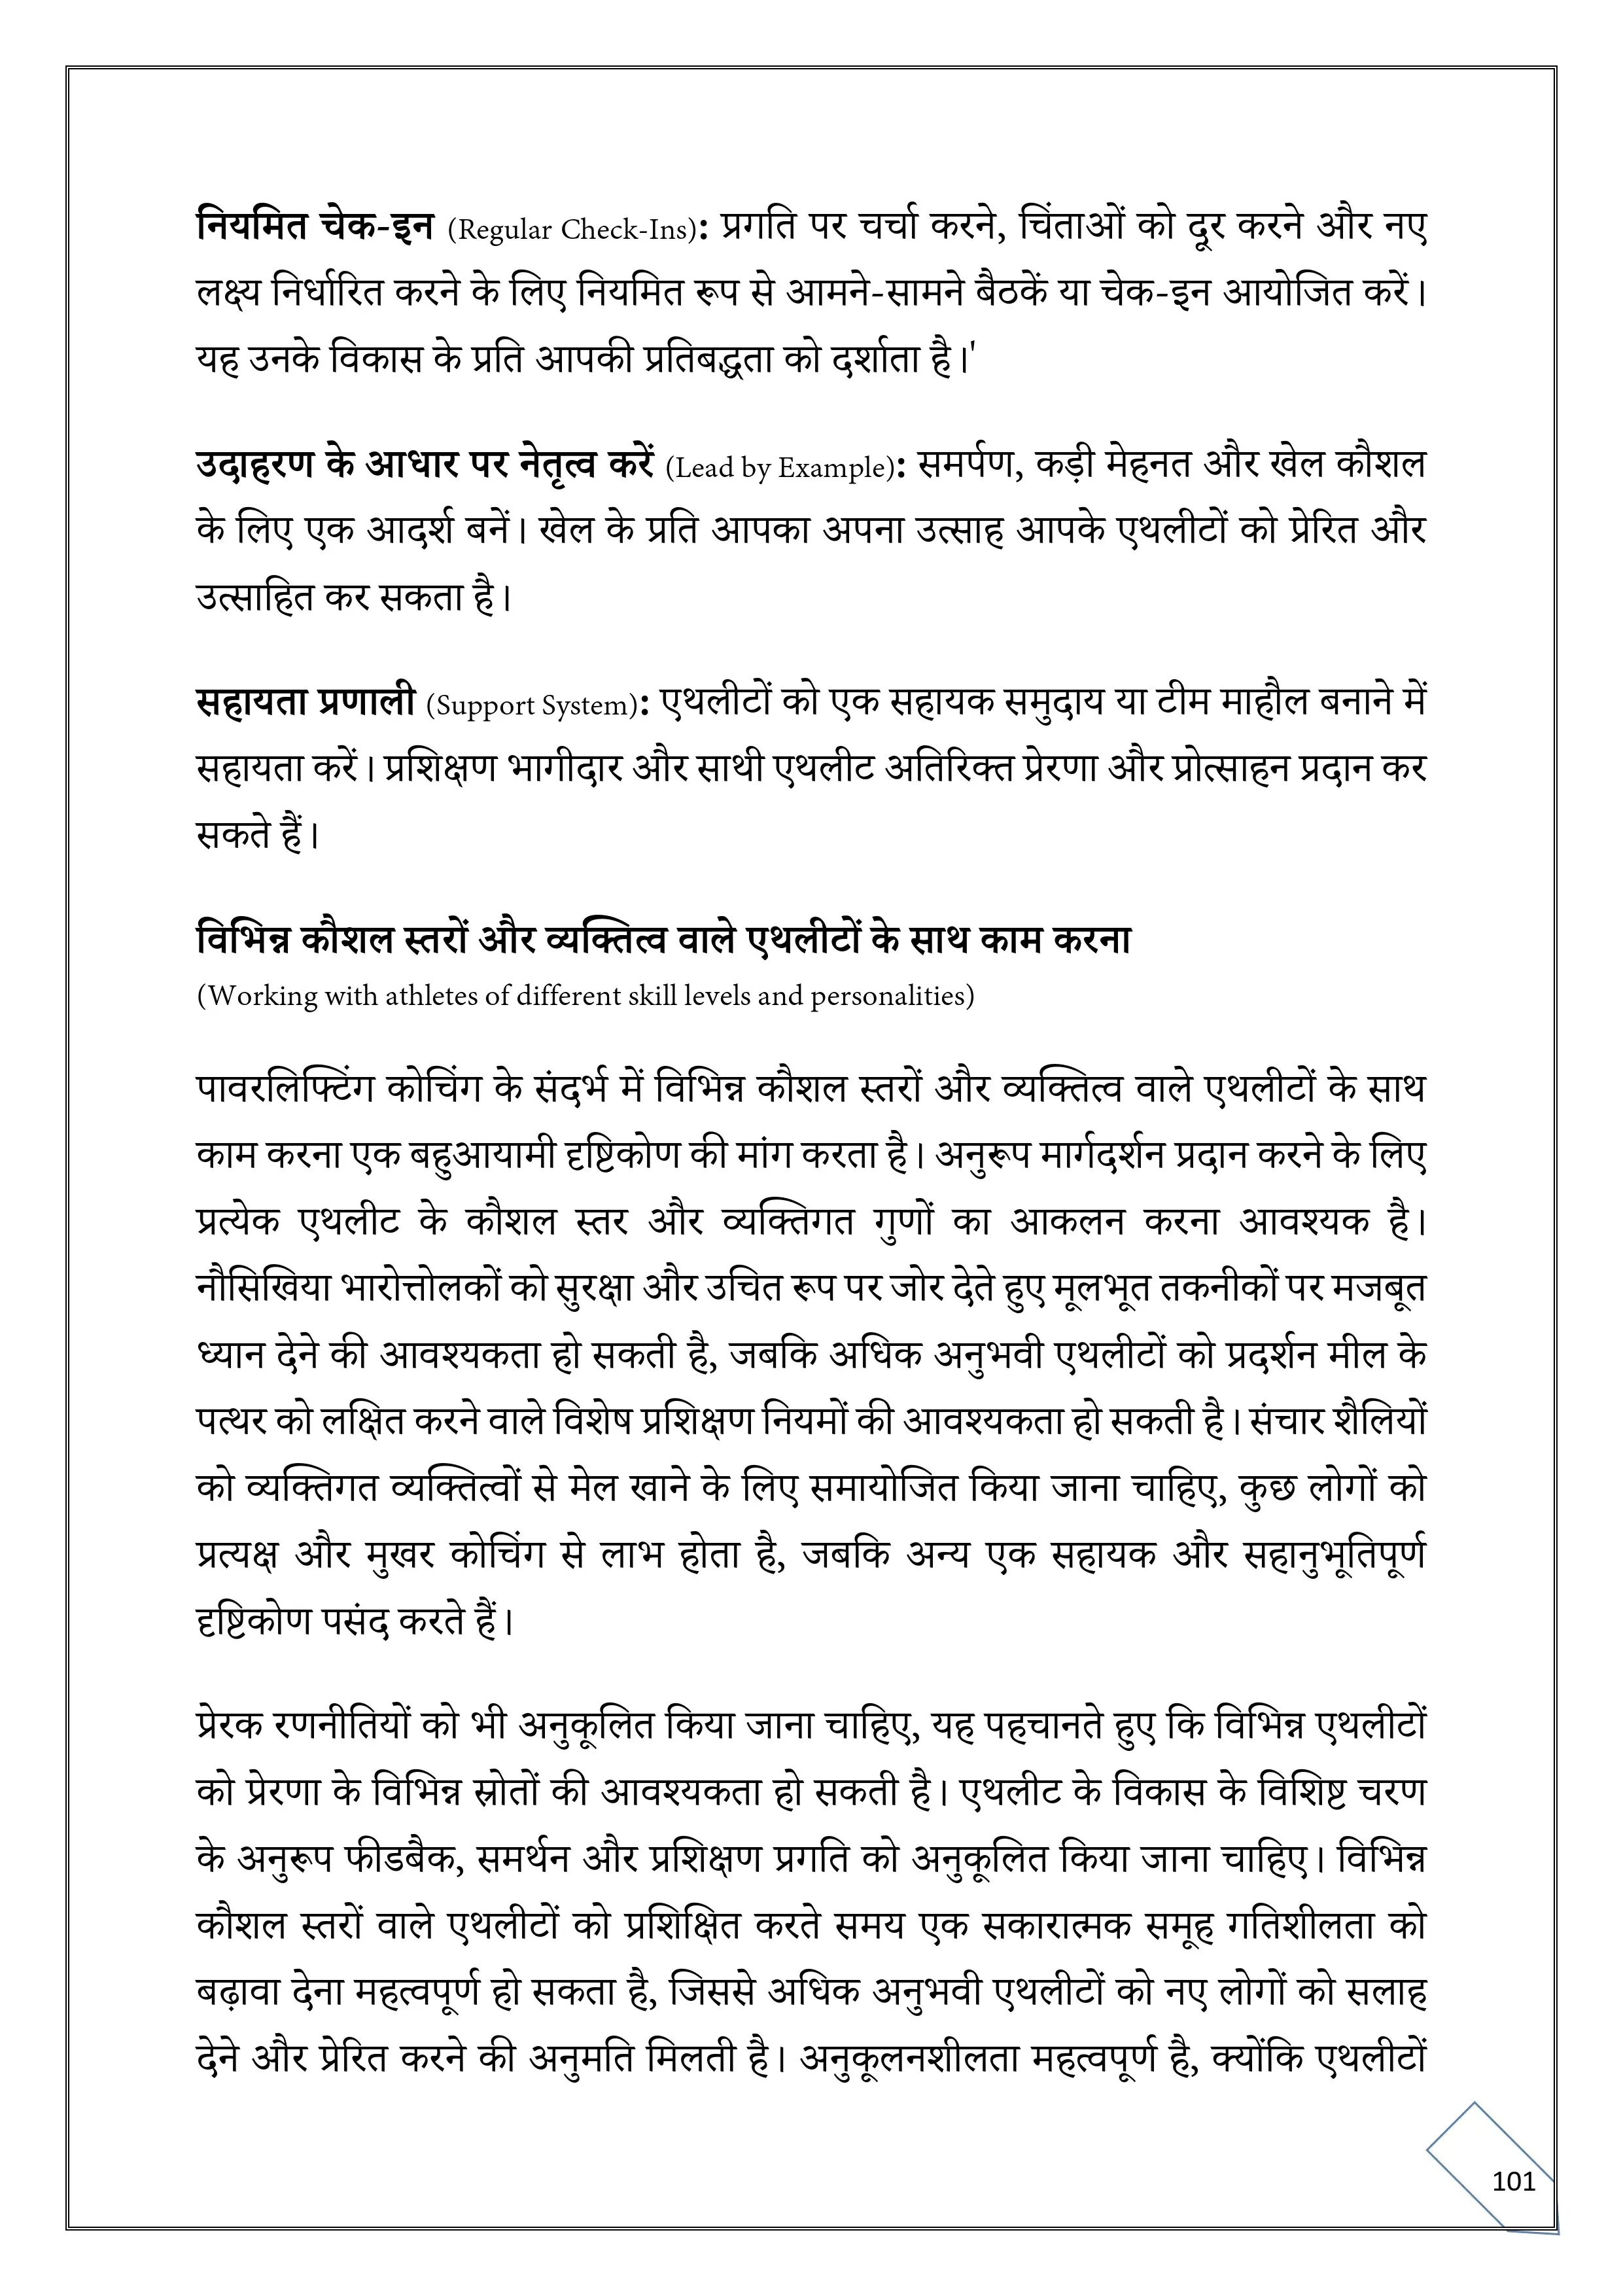 नियमित चेक-इन (Regular Check-Ins): प्रगति पर चर्चा करने, चिंताओं को दूर करने और नए
लक्ष्य निर्धारित करने के लिए नियमित रूप से आमने-सामने बैठकें या चेक-इन आयोजित करें।
यह उनके विकास के प्रति आपकी प्रतिबद्धता को दर्शाता है।'
उदाहरण के आधार पर नेतृत्व करें (Lead by Example): समर्पण, कड़ी मेहनत और खेल कौशल
के लिए एक आदर्श बनें। खेल के प्रति आपका अपना उत्साह आपके एथलीटों को प्रेरित और
उत्साहित कर सकता है।
सहायता प्रणाली (Support System): एथलीटों को एक सहायक समुदाय या टीम माहौल बनाने में
सहायता करें। प्रशिक्षण भागीदार और साथी एथलीट अतिरिक्त प्रेरणा और प्रोत्साहन प्रदान कर
सकते हैं।
विभिन्न कौशल स्तरों और व्यक्तित्व वाले एथलीटों के साथ काम करना
(Working with athletes of different skill levels and personalities)
पावरलिफ्टिंग कोचिंग के संदर्भ में विभिन्न कौशल स्तरों और व्यक्तित्व वाले एथलीटों के साथ
काम करना एक बहुआयामी दृष्टिकोण की मांग करता है। अनुरूप मार्गदर्शन प्रदान करने के लिए
प्रत्येक एथलीट के कौशल स्तर और व्यक्तिगत गुणों का आकलन करना आवश्यक है।
नौसिखिया भारोत्तोलकों को सुरक्षा और उचित रूप पर जोर देते हुए मूलभूत तकनीकों पर मजबूत
ध्यान देने की आवश्यकता हो सकती है, जबकि अधिक अनुभवी एथलीटों को प्रदर्शन मील के
पत्थर को लक्षित करने वाले विशेष प्रशिक्षण नियमों की आवश्यकता हो सकती है। संचार शैलियों
को व्यक्तिगत व्यक्तित्वों से मेल खाने के लिए समायोजित किया जाना चाहिए, कुछ लोगों को
प्रत्यक्ष और मुखर कोचिंग से लाभ होता है, जबकि अन्य एक सहायक और सहानुभूतिपूर्ण
दृष्टिकोण पसंद करते हैं।
प्रेरक रणनीतियों को भी अनुकूलित किया जाना चाहिए, यह पहचानते हुए कि विभिन्न एथलीटों
को प्रेरणा के विभिन्न स्रोतों की आवश्यकता हो सकती है। एथलीट के विकास के विशिष्ट चरण
के अनुरूप फीडबैक, समर्थन और प्रशिक्षण प्रगति को अनुकूलित किया जाना चाहिए। विभिन्न
कौशल स्तरों वाले एथलीटों को प्रशिक्षित करते समय एक सकारात्मक समूह गतिशीलता को
बढ़ावा देना महत्वपूर्ण हो सकता है, जिससे अधिक अनुभवी एथलीटों को नए लोगों को सलाह
देने और प्रेरित करने की अनुमति मिलती है। अनुकूलनशीलता महत्वपूर्ण है, क्योंकि एथलीटों
101